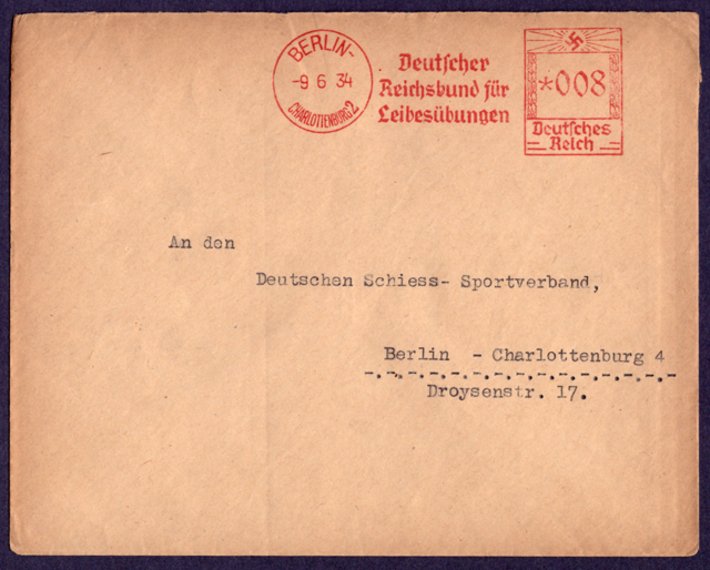 BERLIN-
-9 6 34
CHARLOTTENBURG 2
Deutscher
Reichsbund für
Leibesübungen
*008
Deutsches
Reich
An den
Deutschen Schiess- Sportverband,
Berlin - Charlottenburg 4
-.-.-.-.-.-.-.-.-.-.-.-.-.-.-
Droysenstr. 17.